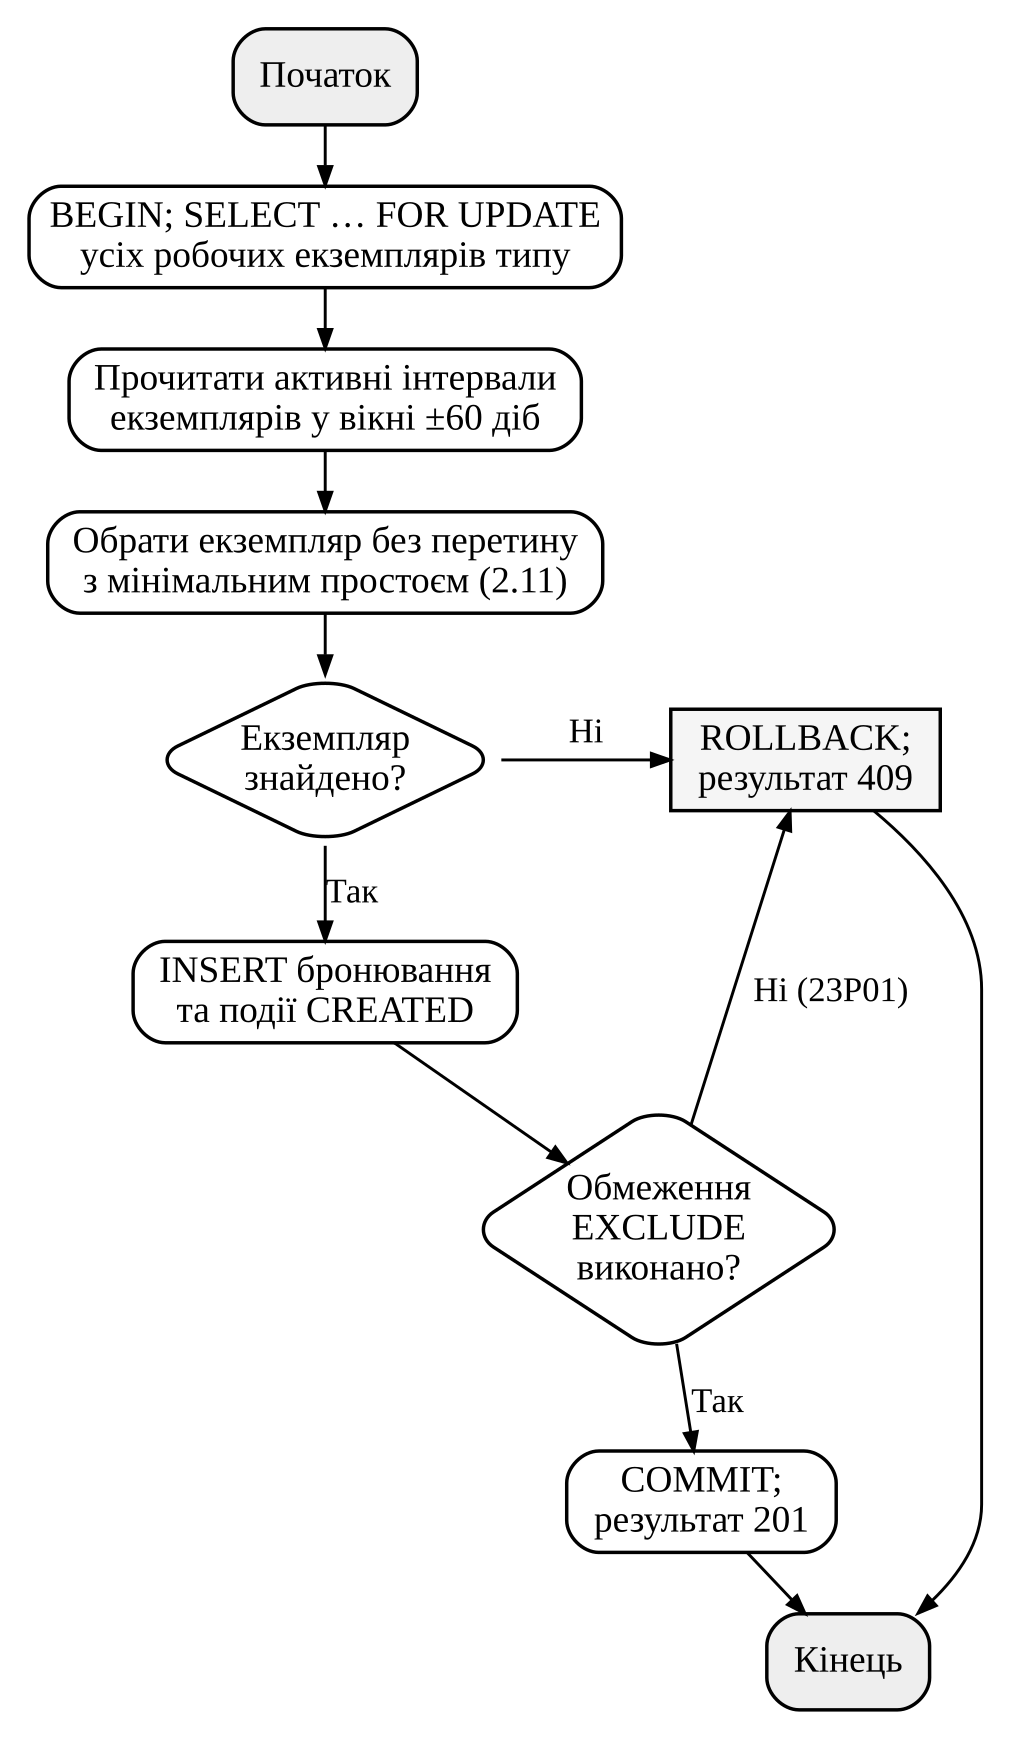 Початок
BEGIN; SELECT … FOR UPDATE
усіх робочих екземплярів типу
Прочитати активні інтервали
екземплярів у вікні ±60 діб
Обрати екземпляр без перетину
з мінімальним простоєм (2.11)
Екземпляр
знайдено?
Ні
ROLLBACK;
результат 409
Так
INSERT бронювання
та події CREATED
Ні (23P01)
Обмеження
EXCLUDE
виконано?
Так
COMMIT;
результат 201
Кінець